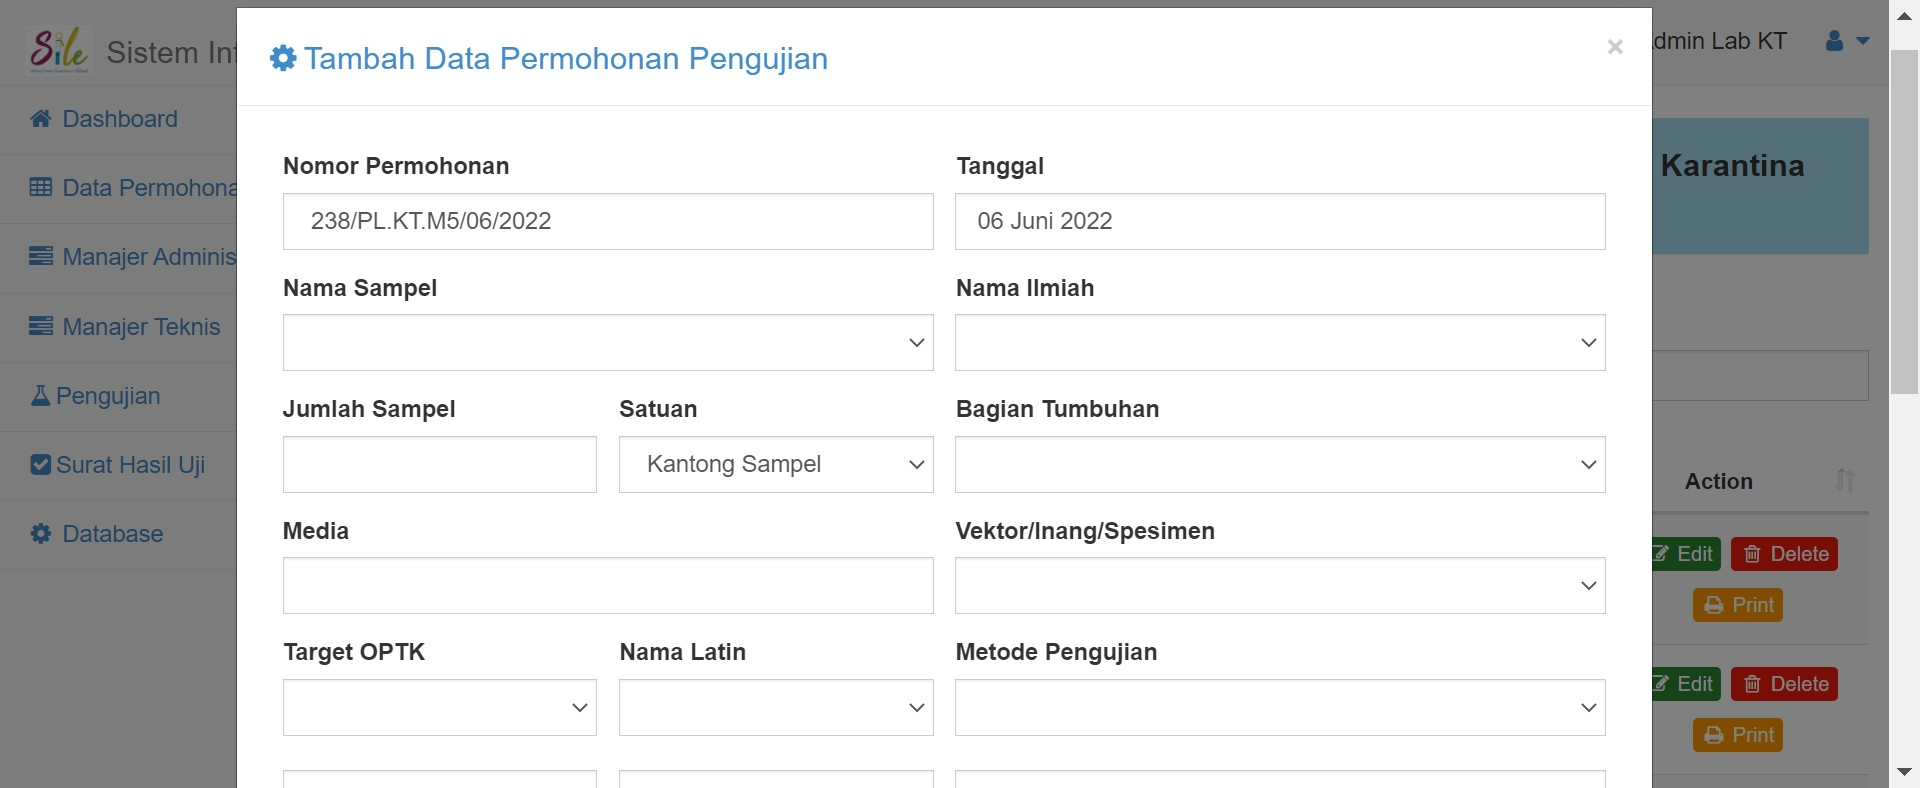 Sile Sistem Inf
dmin Lab KT
Dashboard
Data Permohona
Manajer Adminis
Manajer Teknis
Pengujian
Surat Hasil Uji
Database
Tambah Data Permohonan Pengujian
×
Nomor Permohonan Tanggal
238/PL.KT.M5/06/2022 06 Juni 2022
Nama Sampel Nama Ilmiah
Jumlah Sampel Satuan Bagian Tumbuhan
Kantong Sampel
Media Vektor/Inang/Spesimen
Target OPTK Nama Latin Metode Pengujian
Karantina
Action
Edit Delete
Print
Edit Delete
Print